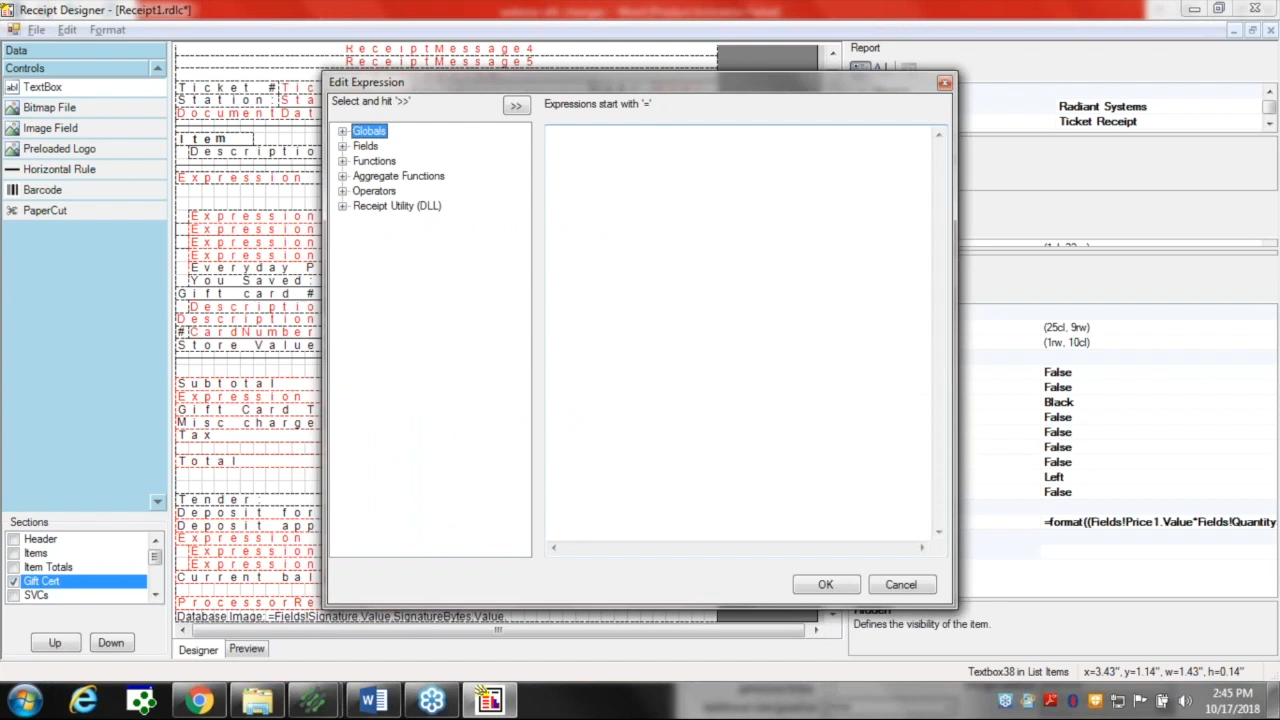 Receipt Designer - [Receipt1.rdlc*]
File Edit Format
Data
Controls
TextBox
Bitmap File
Image Field
Preloaded Logo
Horizontal Rule
Barcode
PaperCut
Sections
Header
Items
Item Totals
Gift Cert
SVCs
Up Down
ReceiptMessage4
ReceiptMessage5
Ticket # Tic
Station: Sta
Document Dat
Item
Descriptio
Expression
Expression
Expression
Expression
Expression
Everyday P
You Saved:
Gift card #
Descriptio
Description
# CardNumber
Store Value
Subtotal
Expression
Gift Card T
Misc charge
Tax
Total
Tender:
Deposit for
Deposit app
Expression
Expression
Expression
Current bal
ProcessorRe
Database Image: =Fields!Signature.Value.SignatureBytes.Value
Designer Preview
Edit Expression
Select and hit '>>'
>>
Expressions start with '='
Globals
Fields
Functions
Aggregate Functions
Operators
Receipt Utility (DLL)
OK Cancel
Report
Radiant Systems
Ticket Receipt
(25cl, 9rw)
(1rw, 10cl)
False
False
Black
False
False
False
False
Left
False
=format((Fields!Price1.Value*Fields!Quantity
Hidden
Defines the visibility of the item.
Textbox38 in List Items x=3.43", y=1.14", w=1.43", h=0.14"
2:45 PM
10/17/2018